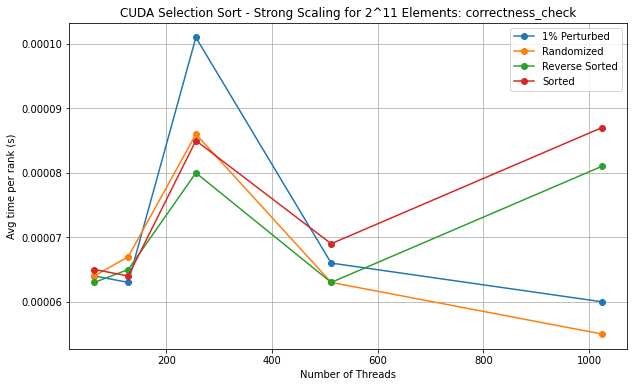 CUDA Selection Sort - Strong Scaling for 2^11 Elements: correctness_check
1% Perturbed
Randomized
Reverse Sorted
Sorted
0.00010
0.00009
0.00008
0.00007
0.00006
Avg time per rank (s)
200
400
600
800
1000
Number of Threads